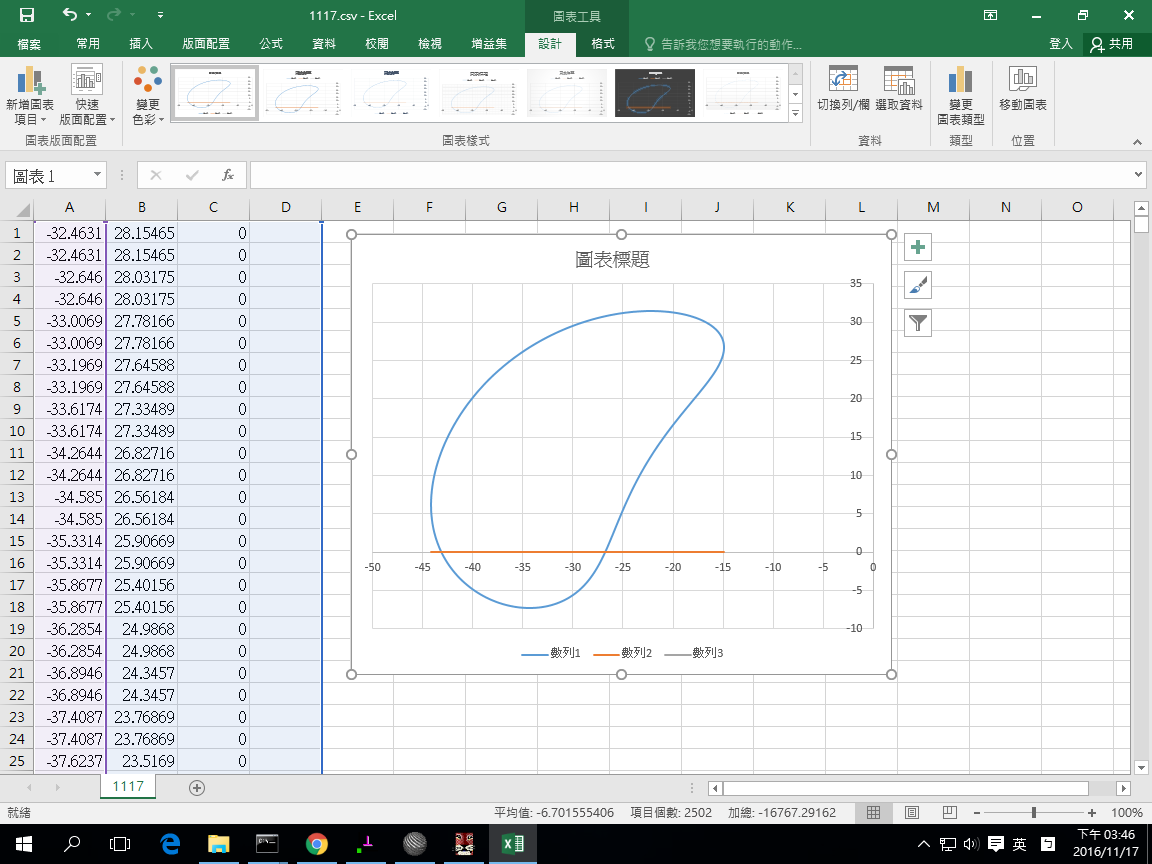 1117.csv - Excel
圖表工具
檔案 常用 插入 版面配置 公式 資料 校閱 檢視 增益集 設計 格式 告訴我您想要執行的動作... 登入 共用
新增圖表 項目
快速 版面配置
變更 色彩
切換列/欄
選取資料
變更 圖表類型
移動圖表
圖表版面配置 圖表樣式 資料 類型 位置
圖表 1 fx
A B C D E F G H I J K L M N O
1 -32.4631 28.15465 0
2 -32.4631 28.15465 0
3 -32.646 28.03175 0
4 -32.646 28.03175 0
5 -33.0069 27.78166 0
6 -33.0069 27.78166 0
7 -33.1969 27.64588 0
8 -33.1969 27.64588 0
9 -33.6174 27.33489 0
10 -33.6174 27.33489 0
11 -34.2644 26.82716 0
12 -34.2644 26.82716 0
13 -34.585 26.56184 0
14 -34.585 26.56184 0
15 -35.3314 25.90669 0
16 -35.3314 25.90669 0
17 -35.8677 25.40156 0
18 -35.8677 25.40156 0
19 -36.2854 24.9868 0
20 -36.2854 24.9868 0
21 -36.8946 24.3457 0
22 -36.8946 24.3457 0
23 -37.4087 23.76869 0
24 -37.4087 23.76869 0
25 -37.6237 23.5169 0
圖表標題
35
30
25
20
15
10
5
0
-50 -45 -40 -35 -30 -25 -20 -15 -10 -5 0
-5
-10
數列1 數列2 數列3
1117
就緒 平均值: -6.701555406 項目個數: 2502 加總: -16767.29162 100%
英
下午 03:46
2016/11/17